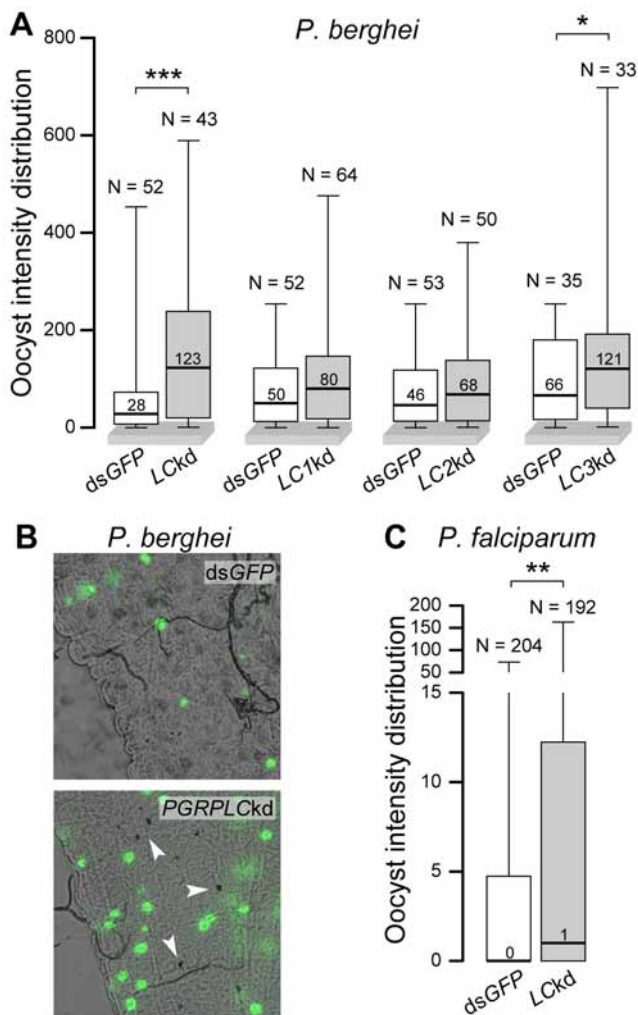 A
P. berghei
Oocyst intensity distribution
800
600
400
200
0
***
*
N = 52
N = 43
N = 52
N = 64
N = 53
N = 50
N = 35
N = 33
28
123
50
80
46
68
66
121
dsGFP
LCkd
dsGFP
LC1kd
dsGFP
LC2kd
dsGFP
LC3kd
B
P. berghei
dsGFP
PGRPLCkd
C
P. falciparum
Oocyst intensity distribution
200
150
100
50
15
10
5
0
**
N = 204
N = 192
0
1
dsGFP
LCkd